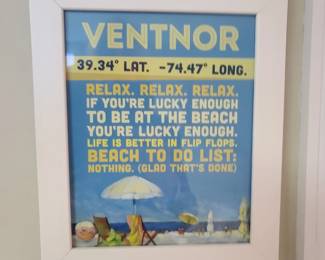 VENTNOR
39.34° LAT. -74.47° LONG.
RELAX. RELAX. RELAX.
IF YOU'RE LUCKY ENOUGH
TO BE AT THE BEACH
YOU'RE LUCKY ENOUGH.
LIFE IS BETTER IN FLIP FLOPS.
BEACH TO DO LIST:
NOTHING. (GLAD THAT'S DONE)